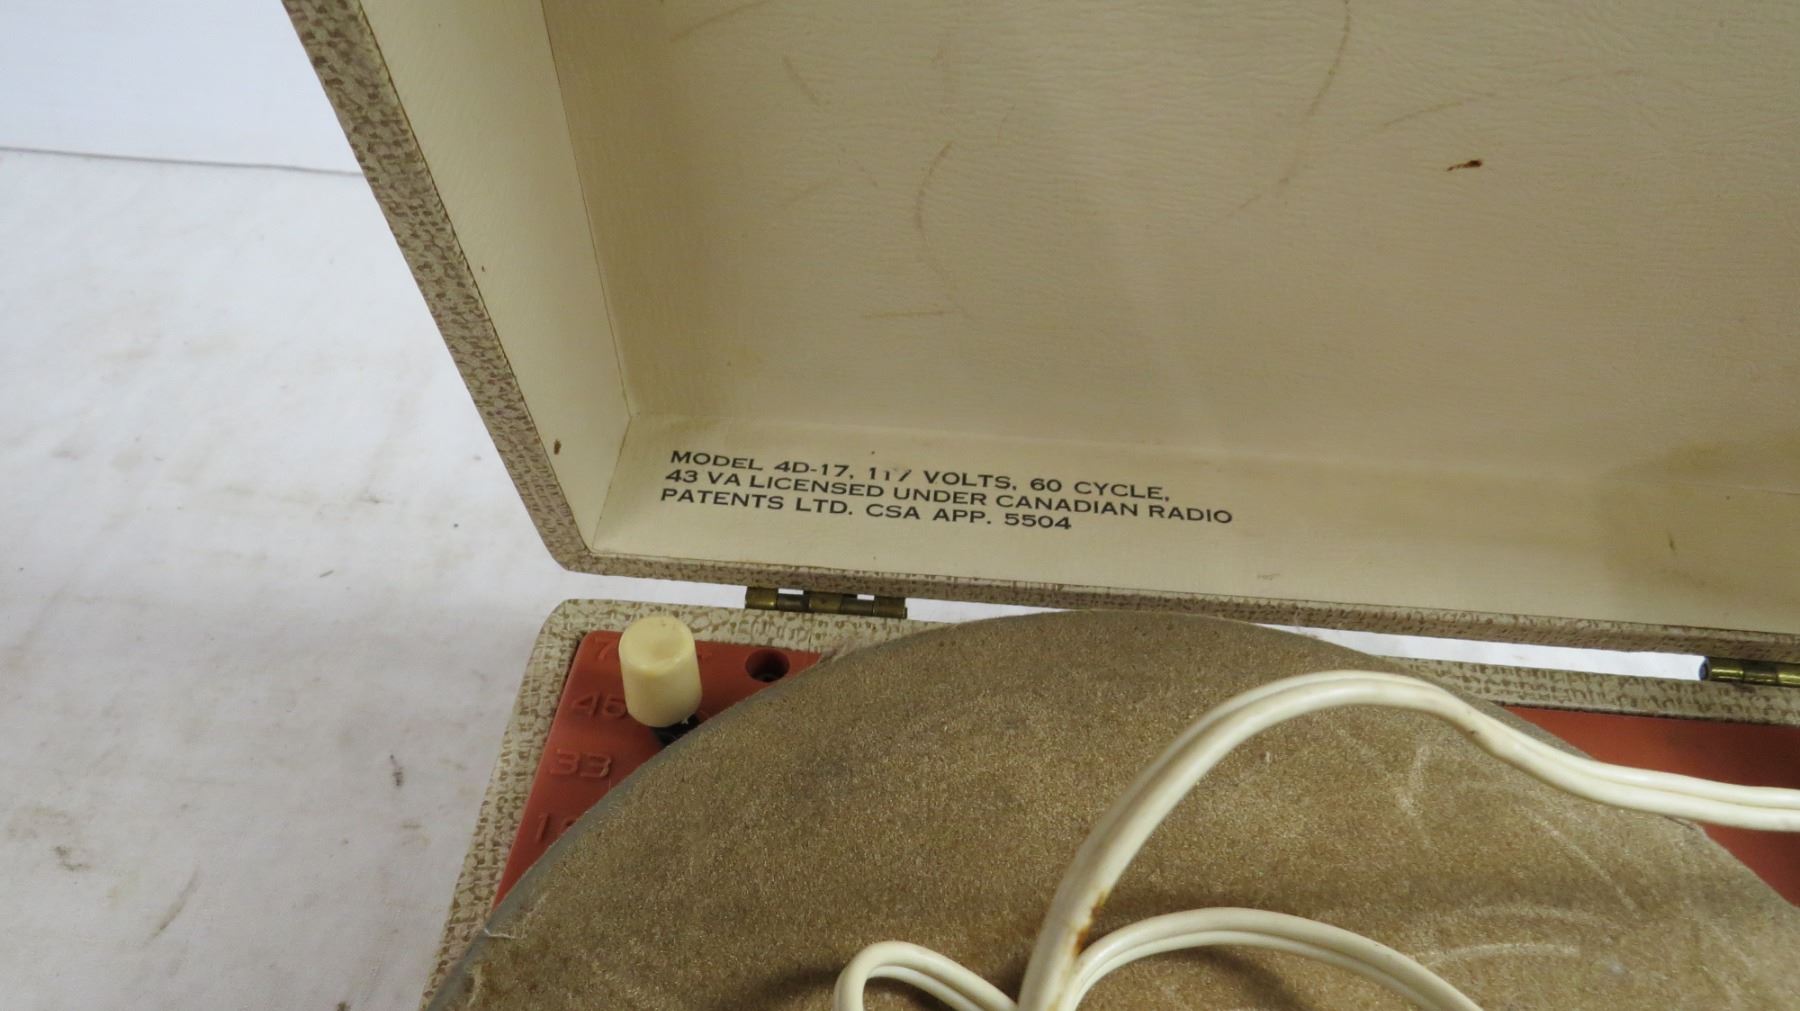 MODEL 4D-17, 117 VOLTS, 60 CYCLE,
43 VA LICENSED UNDER CANADIAN RADIO
PATENTS LTD. CSA APP. 5504
45
33